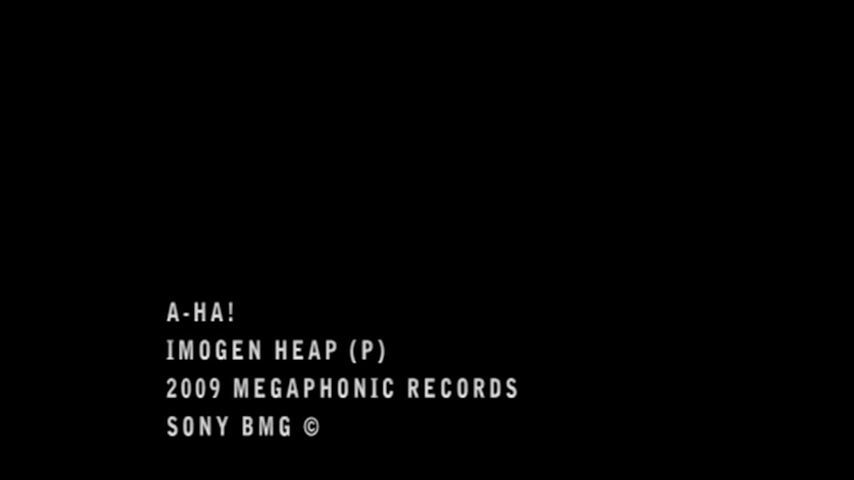 A-HA!
IMOGEN HEAP (P)
2009 MEGAPHONIC RECORDS
SONY BMG ©